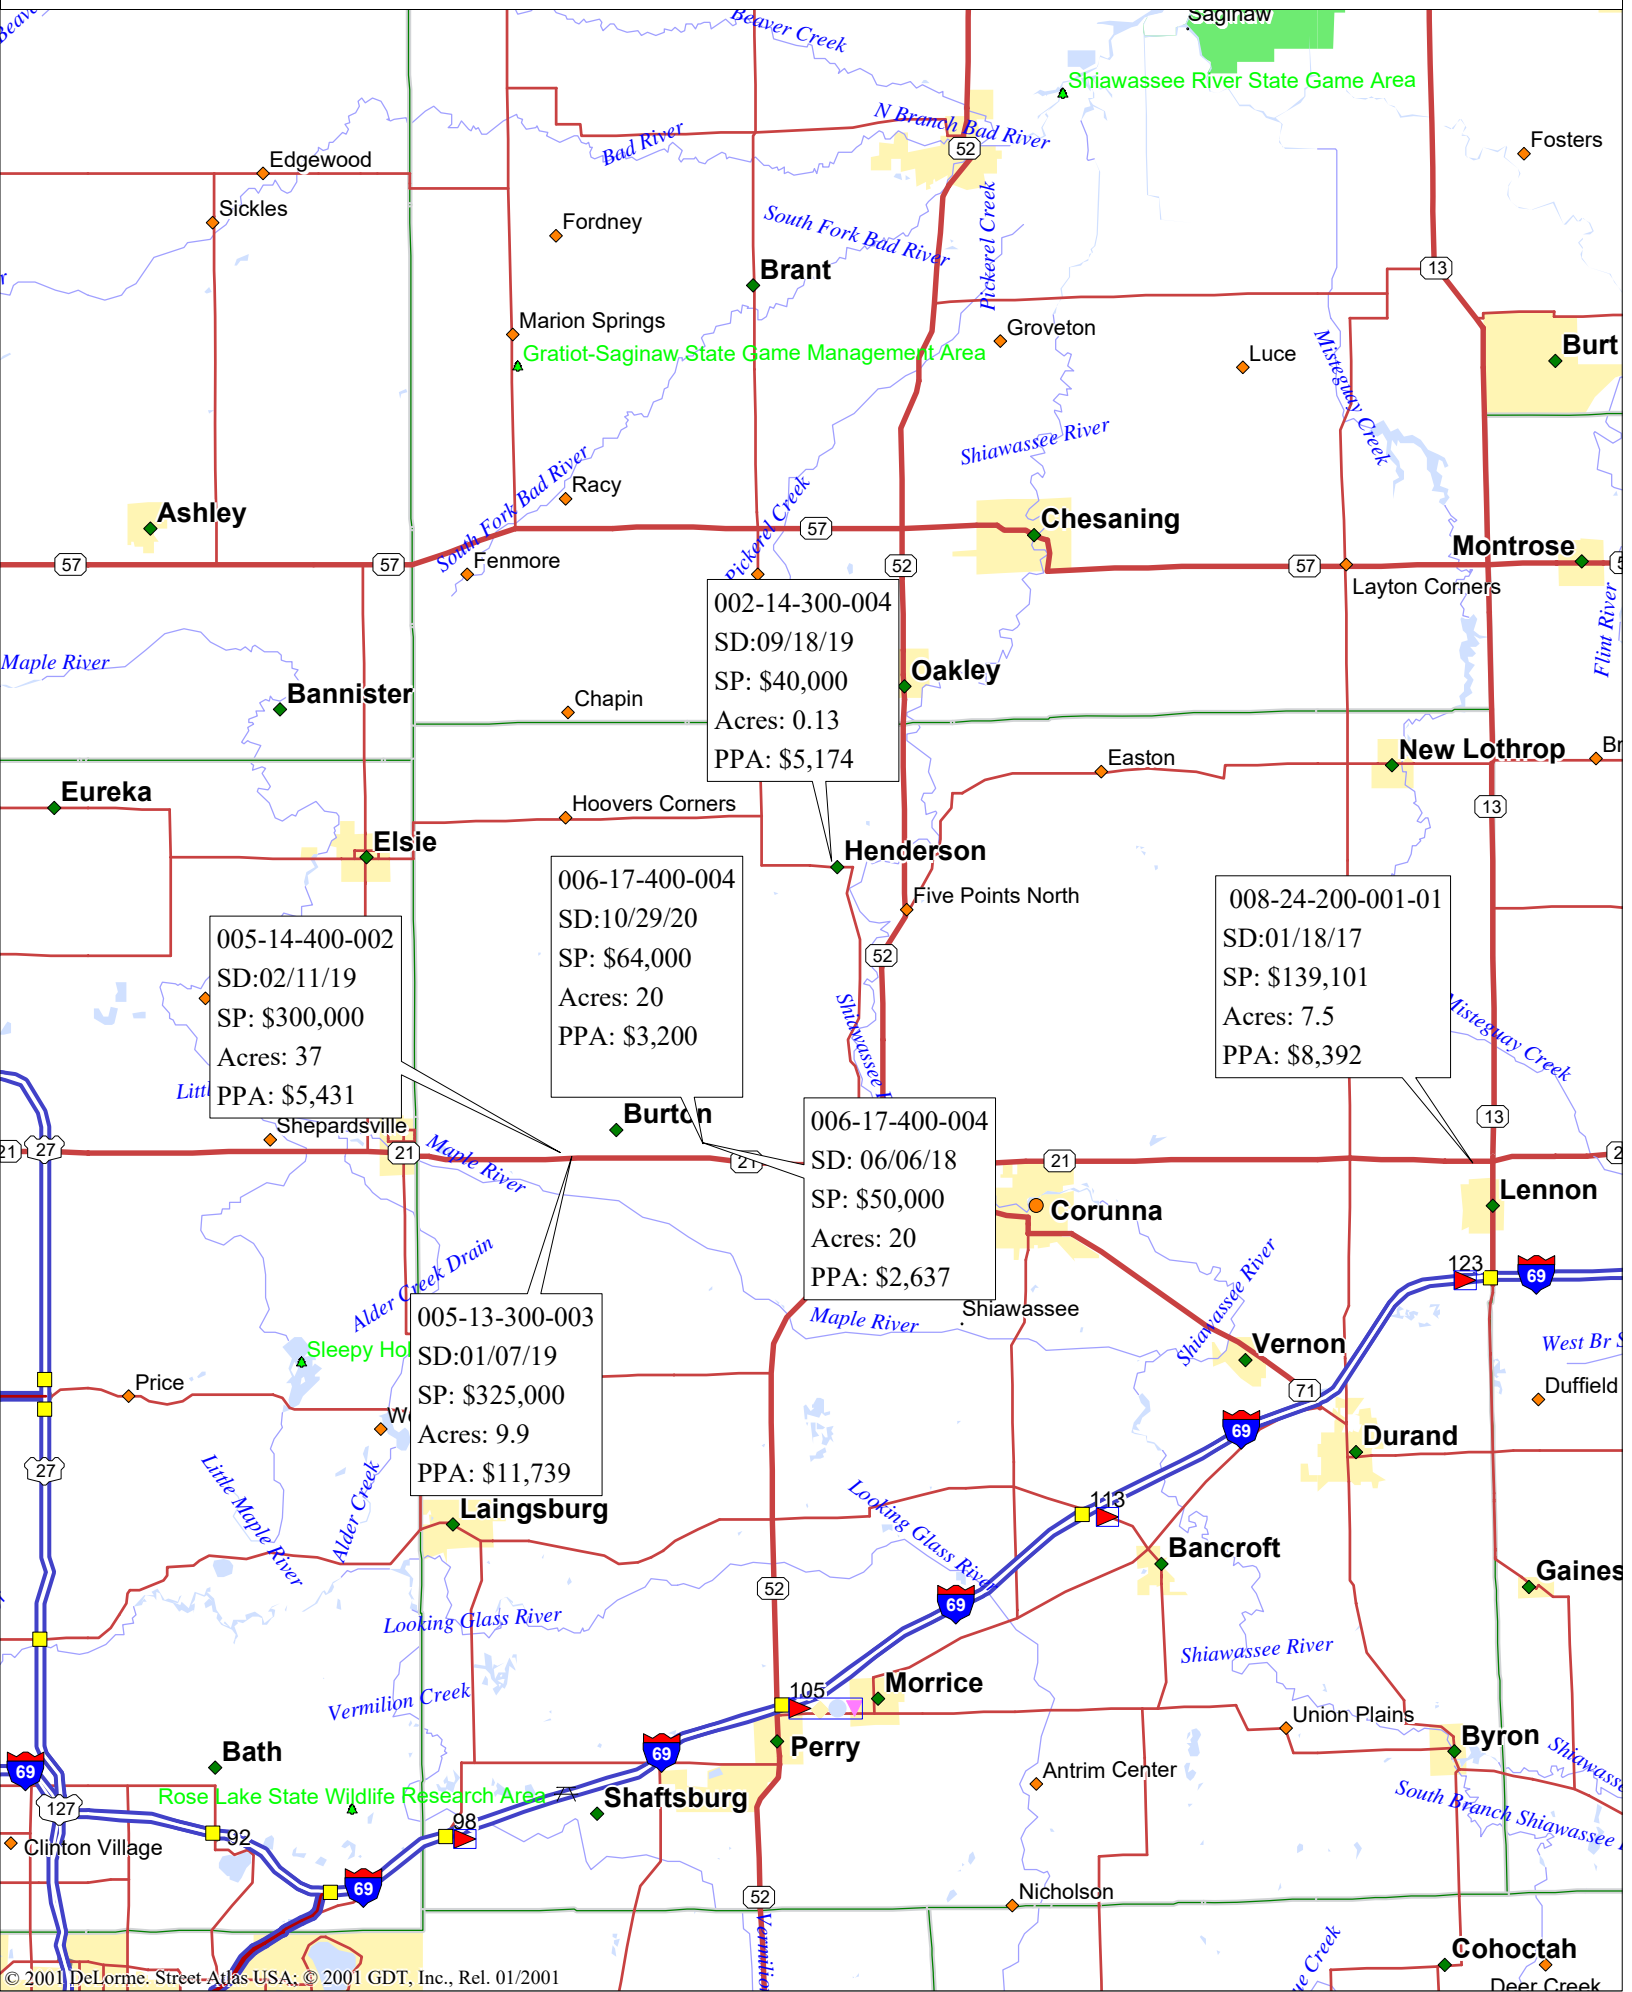 Beaver Creek
Saginaw
Shiawassee River State Game Area
N Branch Bad River
Bad River
52
Fosters
Edgewood
Sickles
Pickerel Creek
South Fork Bad River
Fordney
Brant
13
Marion Springs
Groveton
Gratiot-Saginaw State Game Management Area
Luce
Misteguay Creek
Burt
Shiawassee River
South Fork Bad River
Racy
Pickerel Creek
Ashley
57
Chesaning
57
57
Fenmore
52
57
Montrose
Layton Corners
002-14-300-004
SD:09/18/19
SP: $40,000
Acres: 0.13
PPA: $5,174
Flint River
Maple River
Oakley
Bannister
Chapin
Easton
New Lothrop
Br
Eureka
Hoovers Corners
13
Elsie
Henderson
006-17-400-004
SD:10/29/20
SP: $64,000
Acres: 20
PPA: $3,200
Five Points North
008-24-200-001-01
SD:01/18/17
SP: $139,101
Acres: 7.5
PPA: $8,392
005-14-400-002
SD:02/11/19
SP: $300,000
Acres: 37
PPA: $5,431
52
Shiawassee
Misteguay Creek
Littl
Shepardsville
Burton
13
21
27
21
Maple River
21
21
2
006-17-400-004
SD: 06/06/18
SP: $50,000
Acres: 20
PPA: $2,637
Corunna
Lennon
Alder Creek Drain
Shiawassee River
123
69
005-13-300-003
SD:01/07/19
SP: $325,000
Acres: 9.9
PPA: $11,739
Shiawassee
Maple River
Sleepy Hol
Vernon
West Br S
Price
71
Duffield
69
Durand
27
Little Maple River
Alder Creek
Looking Glass River
113
Laingsburg
Bancroft
52
Gaines
69
Looking Glass River
Shiawassee River
Vermilion Creek
105
Morrice
Union Plains
Byron
Bath
69
69
Perry
Antrim Center
Shiawasse
Rose Lake State Wildlife Research Area
Shaftsburg
South Branch Shiawassee
127
98
92
Clinton Village
69
Nicholson
52
Vermilio
ue Creek
Cohoctah
Deer Creek
© 2001 DeLorme. Street Atlas USA; © 2001 GDT, Inc., Rel. 01/2001